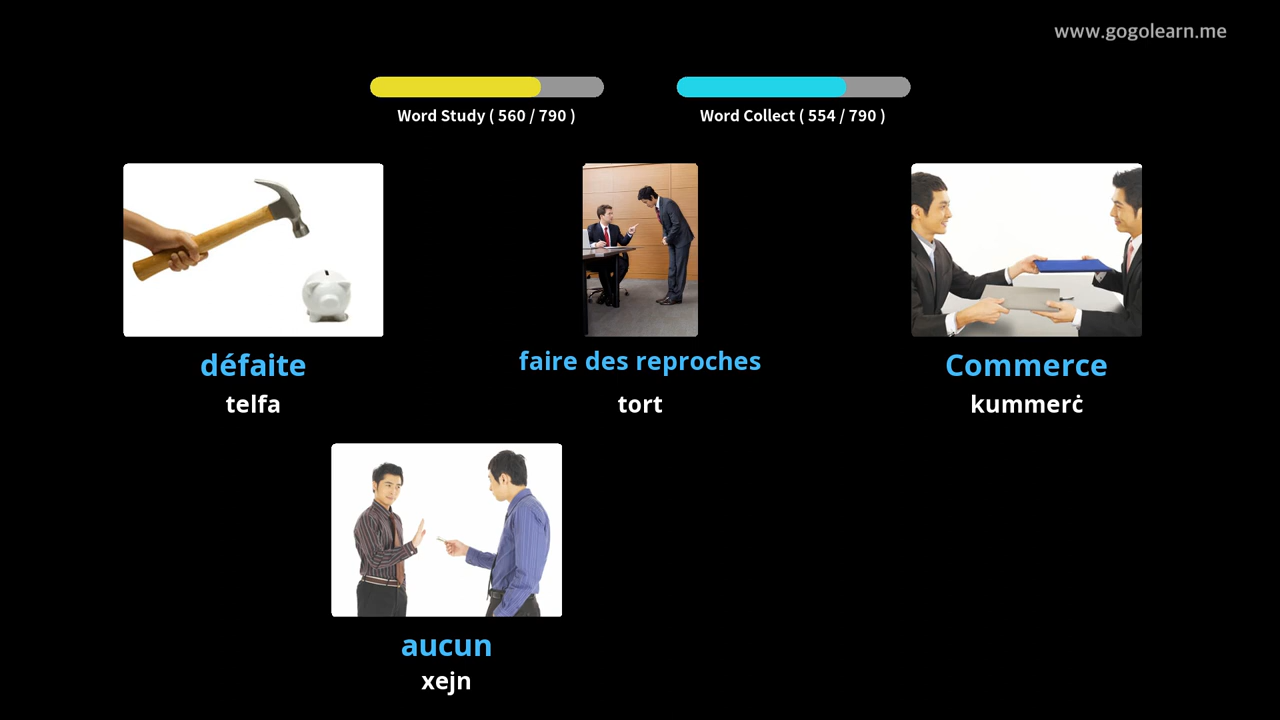 www.gogolearn.me
Word Study ( 560 / 790 )
Word Collect ( 554 / 790 )
défaite
faire des reproches
Commerce
telfa
tort
kummerċ
aucun
xejn